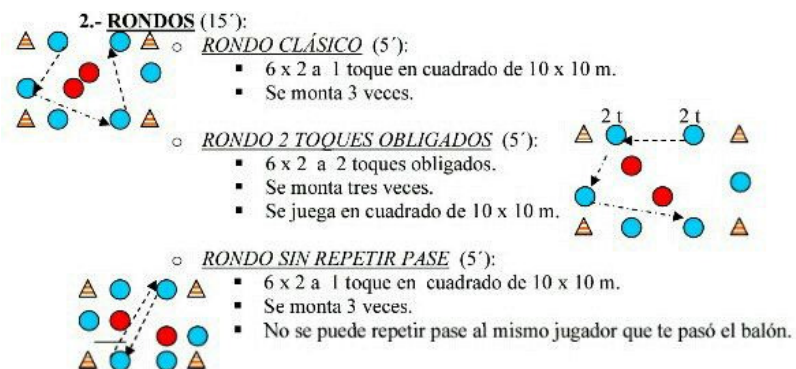 2.- RONDOS (15´):
o RONDO CLÁSICO (5´):
▪ 6 x 2 a 1 toque en cuadrado de 10 x 10 m.
▪ Se monta 3 veces.
2 t 2 t
o RONDO 2 TOQUES OBLIGADOS (5´):
▪ 6 x 2 a 2 toques obligados.
▪ Se monta tres veces.
▪ Se juega en cuadrado de 10 x 10 m.
o RONDO SIN REPETIR PASE (5´):
▪ 6 x 2 a 1 toque en cuadrado de 10 x 10 m.
▪ Se monta 3 veces.
▪ No se puede repetir pase al mismo jugador que te pasó el balón.